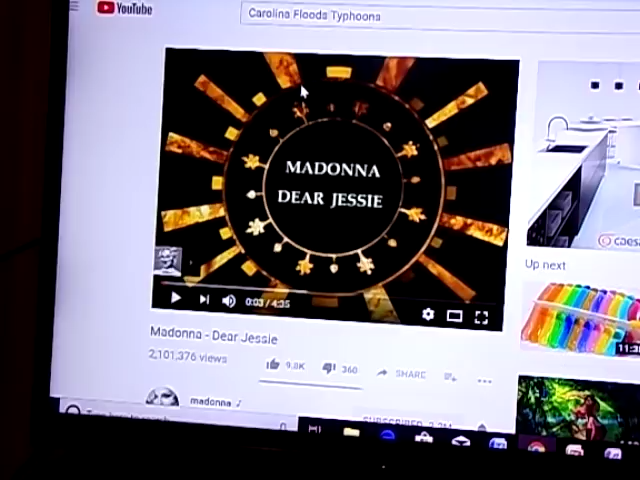 YouTube
Carolina Floods Typhoons
MADONNA
DEAR JESSIE
0:03 / 4:35
Up next
Madonna - Dear Jessie
2,101,376 views
9.8K
360
SHARE
madonna
SUBSCRIBED